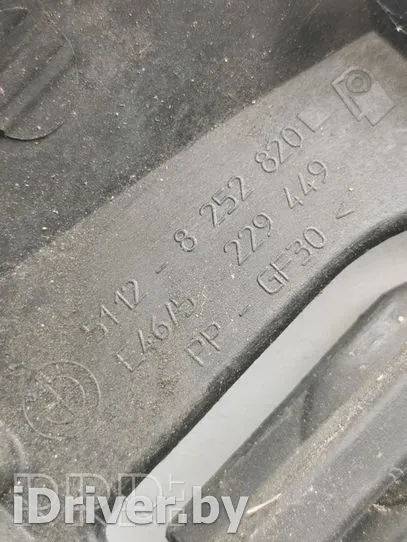 5112 - 8 252 820 L
E46/5 229 449
PP - GF30 <
iDriver.by